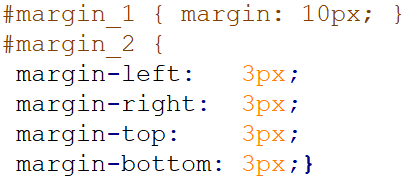 #margin_1 { margin: 10px; }
#margin_2 {
 margin-left:   3px;
 margin-right:  3px;
 margin-top:    3px;
 margin-bottom: 3px;}